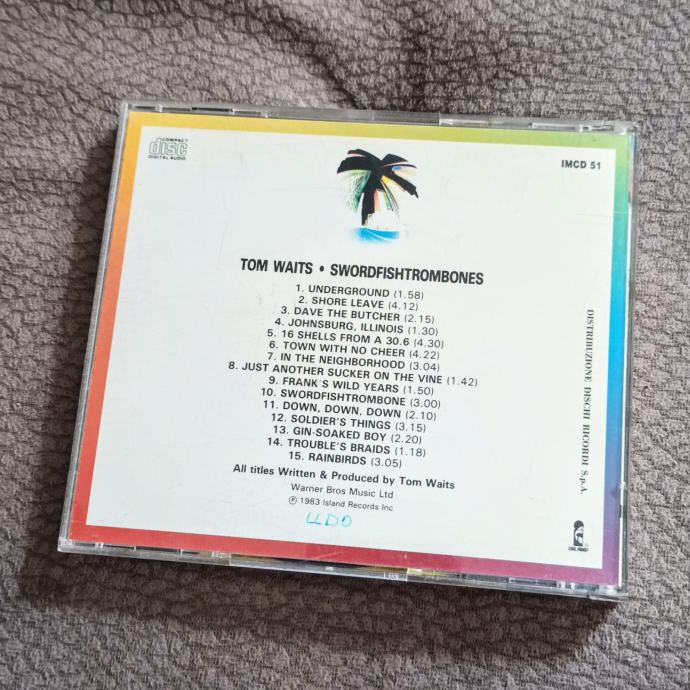 COMPACT
disc
DIGITAL AUDIO
IMCD 51
TOM WAITS • SWORDFISHTROMBONES
1. UNDERGROUND (1.58)
2. SHORE LEAVE (4.12)
3. DAVE THE BUTCHER (2.15)
4. JOHNSBURG, ILLINOIS (1.30)
5. 16 SHELLS FROM A 30.6 (4.30)
6. TOWN WITH NO CHEER (4.22)
7. IN THE NEIGHBORHOOD (3.04)
8. JUST ANOTHER SUCKER ON THE VINE (1.42)
9. FRANK'S WILD YEARS (1.50)
10. SWORDFISHTROMBONE (3.00)
11. DOWN, DOWN, DOWN (2.10)
12. SOLDIER'S THINGS (3.15)
13. GIN-SOAKED BOY (2.20)
14. TROUBLE'S BRAIDS (1.18)
15. RAINBIRDS (3.05)
All titles Written & Produced by Tom Waits
Warner Bros Music Ltd
℗ 1983 Island Records Inc
LLDO
DISTRIBUZIONE DISCHI RICORDI S.p.A.
ISLAND